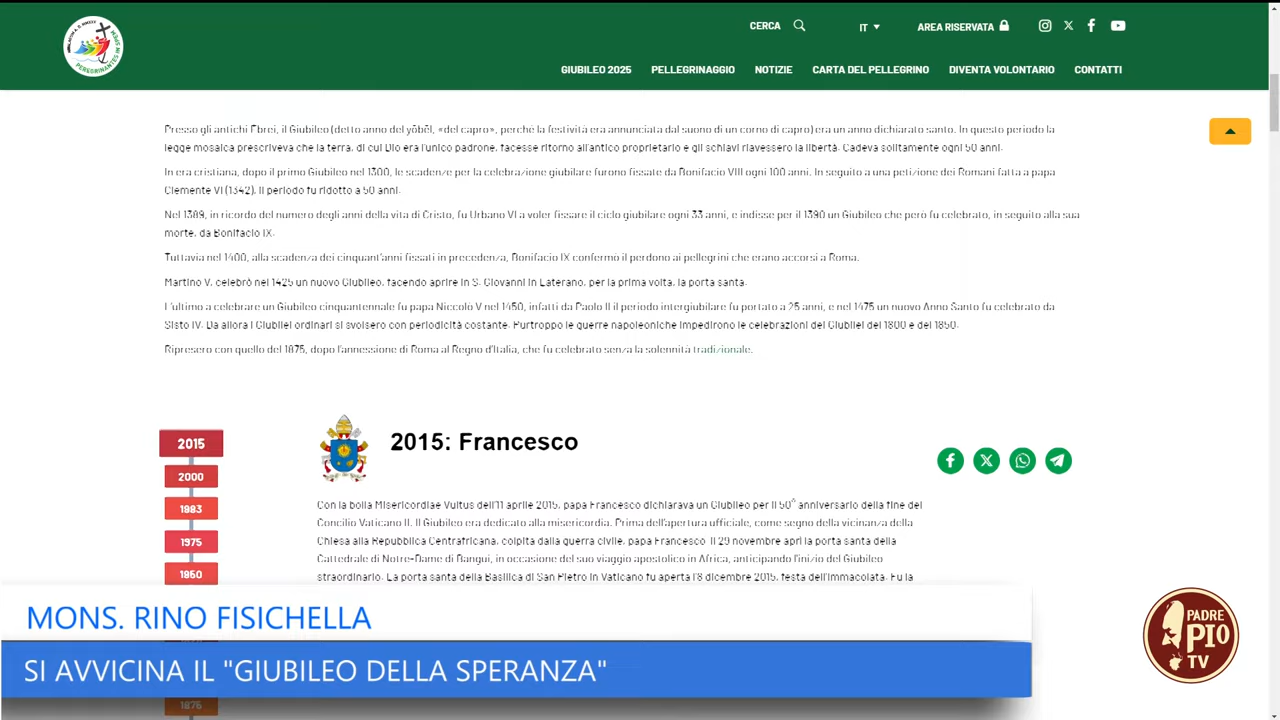 CERCA
IT
AREA RISERVATA
GIUBILEO 2025 PELLEGRINAGGIO NOTIZIE CARTA DEL PELLEGRINO DIVENTA VOLONTARIO CONTATTI
PEREGRINANTES IN SPEM
Presso gli antichi Ebrei, il Giubileo (detto anno del yōbēl, «del capro», perché la festività era annunciata dal suono di un corno di capro) era un anno dichiarato santo. In questo periodo la
legge mosaica prescriveva che la terra, di cui Dio era l'unico padrone, facesse ritorno all'antico proprietario e gli schiavi riavessero la libertà. Cadeva solitamente ogni 50 anni.
In era cristiana, dopo il primo Giubileo nel 1300, le scadenze per la celebrazione giubilare furono fissate da Bonifacio VIII ogni 100 anni. In seguito a una petizione dei Romani fatta a papa
Clemente VI (1342), il periodo fu ridotto a 50 anni.
Nel 1389, in ricordo del numero degli anni della vita di Cristo, fu Urbano VI a voler fissare il ciclo giubilare ogni 33 anni, e indisse per il 1390 un Giubileo che però fu celebrato, in seguito alla sua
morte, da Bonifacio IX.
Tuttavia nel 1400, alla scadenza dei cinquant'anni fissati in precedenza, Bonifacio IX confermò il perdono ai pellegrini che erano accorsi a Roma.
Martino V, celebrò nel 1425 un nuovo Giubileo, facendo aprire in S. Giovanni in Laterano, per la prima volta, la porta santa.
L'ultimo a celebrare un Giubileo cinquantennale fu papa Niccolò V nel 1450, infatti da Paolo II il periodo intergiubilare fu portato a 25 anni, e nel 1475 un nuovo Anno Santo fu celebrato da
Sisto IV. Da allora i Giubilei ordinari si svolsero con periodicità costante. Purtroppo le guerre napoleoniche impedirono le celebrazioni dei Giubilei del 1800 e del 1850.
Ripresero con quello del 1875, dopo l'annessione di Roma al Regno d'Italia, che fu celebrato senza la solennità tradizionale.
2015
2000
1983
1975
1950
1875
2015: Francesco
Con la bolla Misericordiae Vultus dell'11 aprile 2015, papa Francesco dichiarava un Giubileo per il 50° anniversario della fine del
Concilio Vaticano II. Il Giubileo era dedicato alla misericordia. Prima dell'apertura ufficiale, come segno della vicinanza della
Chiesa alla Repubblica Centrafricana, colpita dalla guerra civile, papa Francesco il 29 novembre aprì la porta santa della
Cattedrale di Notre-Dame di Bangui, in occasione del suo viaggio apostolico in Africa, anticipando l'inizio del Giubileo
straordinario. La porta santa della Basilica di San Pietro in Vaticano fu aperta l'8 dicembre 2015, festa dell'Immacolata. Fu la
MONS. RINO FISICHELLA
SI AVVICINA IL "GIUBILEO DELLA SPERANZA"
PADRE
PIO
TV